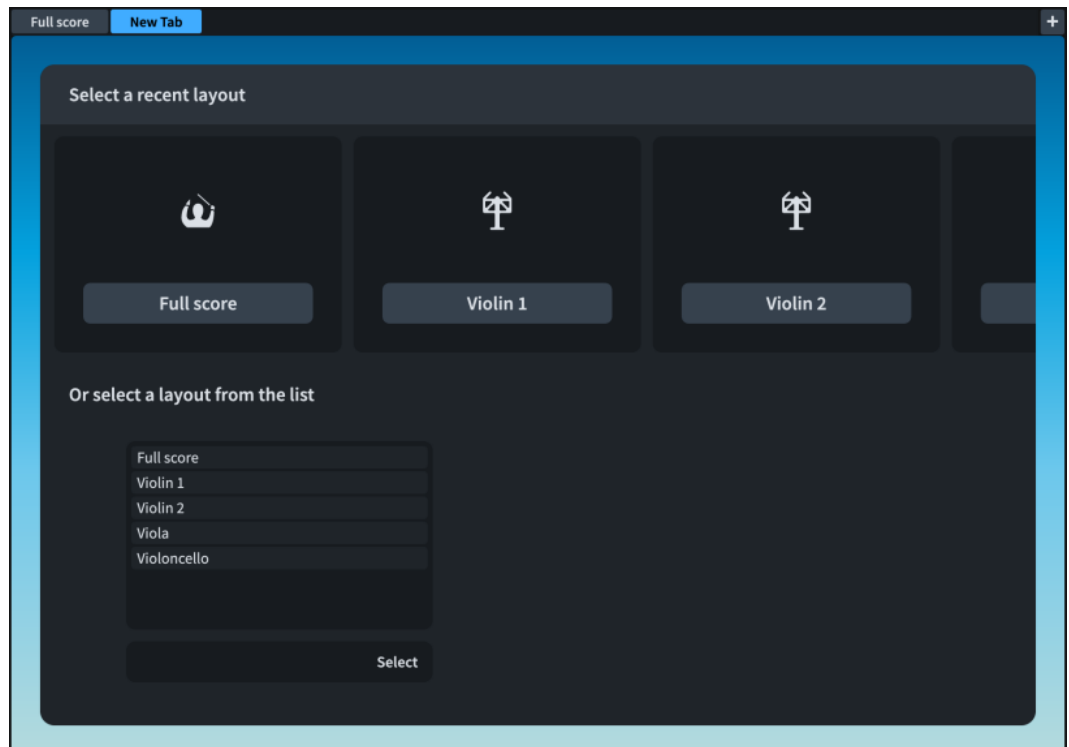 Full score New Tab +
Select a recent layout
Full score Violin 1 Violin 2
Or select a layout from the list
Full score
Violin 1
Violin 2
Viola
Violoncello
Select